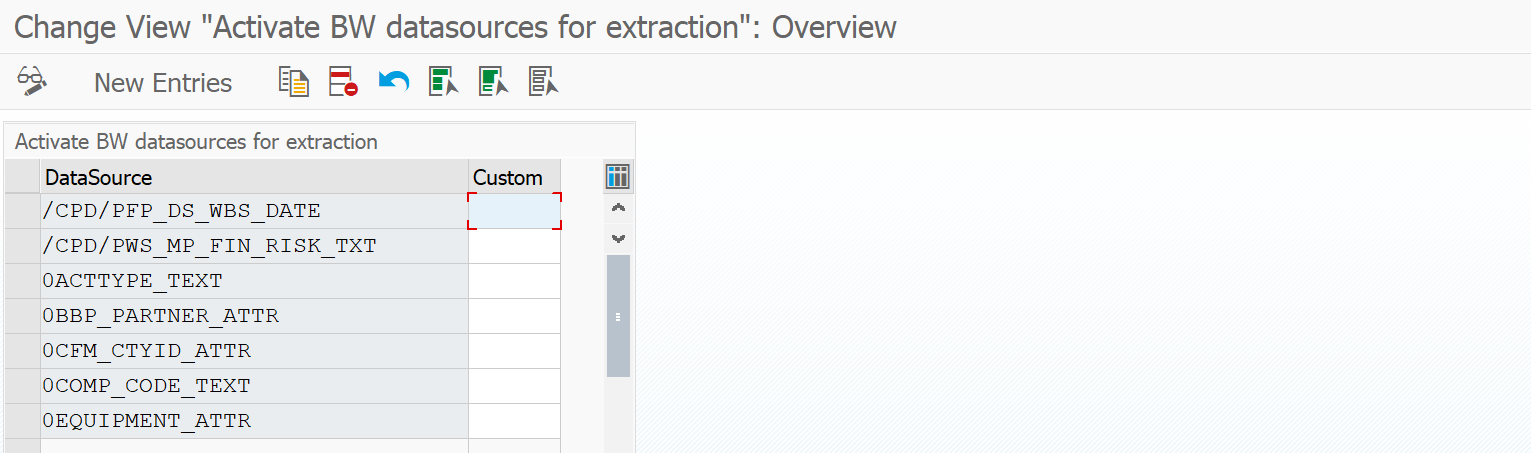 Change View "Activate BW datasources for extraction": Overview
New Entries
Activate BW datasources for extraction
DataSource Custom
/CPD/PFP_DS_WBS_DATE
/CPD/PWS_MP_FIN_RISK_TXT
0ACTTYPE_TEXT
0BBP_PARTNER_ATTR
0CFM_CTYID_ATTR
0COMP_CODE_TEXT
0EQUIPMENT_ATTR